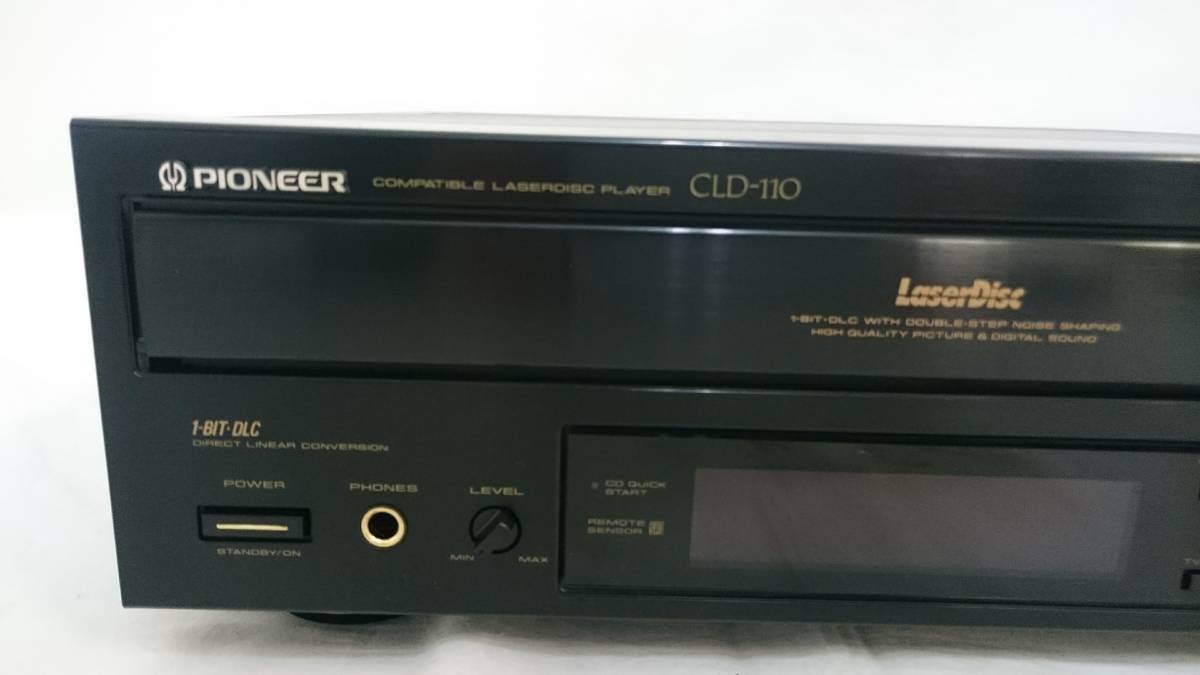 PIONEER COMPATIBLE LASERDISC PLAYER CLD-110
LaserDisc
1-BIT-DLC WITH DOUBLE-STEP NOISE SHAPING
HIGH QUALITY PICTURE & DIGITAL SOUND
1-BIT·DLC
DIRECT LINEAR CONVERSION
POWER
STANDBY/ON
PHONES
LEVEL
MIN MAX
CD QUICK
START
REMOTE
SENSOR